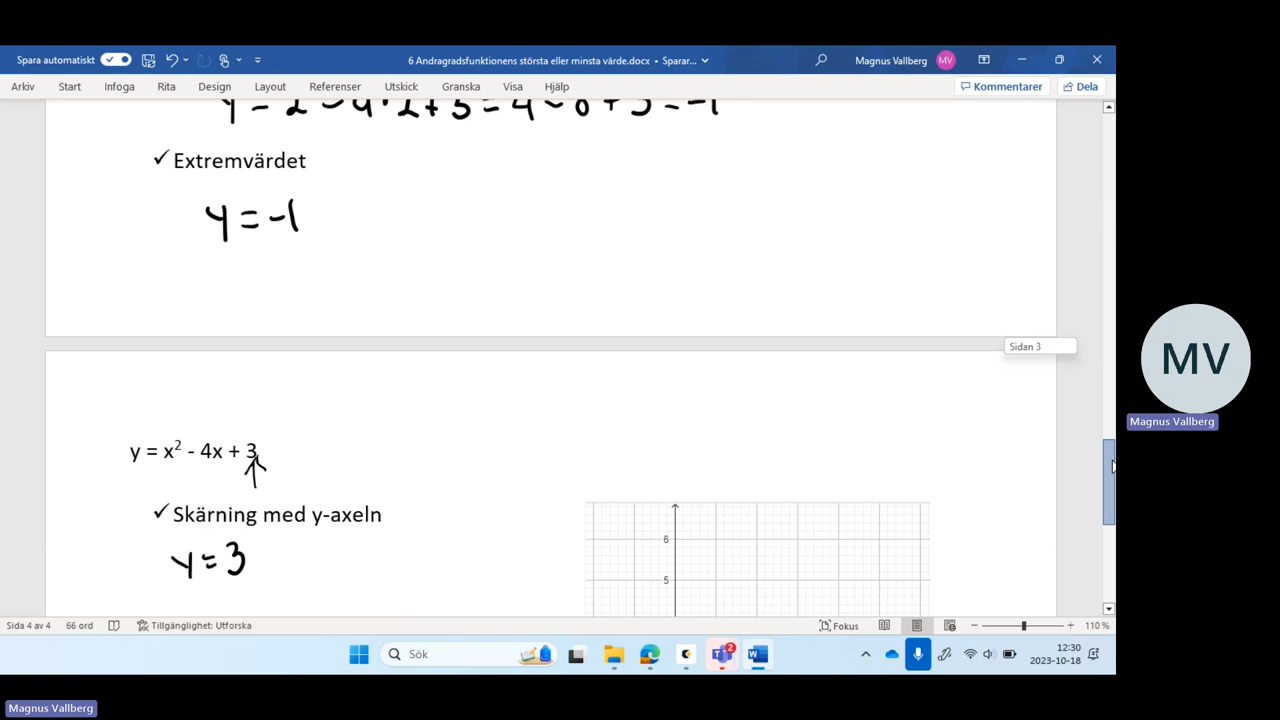 Spara automatiskt
6 Andragradsfunktionens största eller minsta värde.docx • Sparar...
Magnus Vallberg
MV
Arkiv Start Infoga Rita Design Layout Referenser Utskick Granska Visa Hjälp
Kommentarer
Dela
✓ Extremvärdet
y = -1
Sidan 3
MV
Magnus Vallberg
y = x² - 4x + 3
✓ Skärning med y-axeln
y = 3
6
5
Sida 4 av 4
66 ord
Tillgänglighet: Utforska
Fokus
110 %
Sök
2
12:30
2023-10-18
Magnus Vallberg